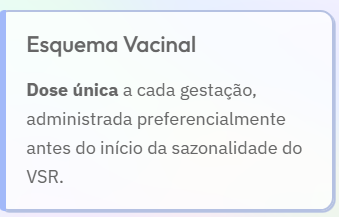 Esquema Vacinal
Dose única a cada gestação,
administrada preferencialmente
antes do início da sazonalidade do
VSR.